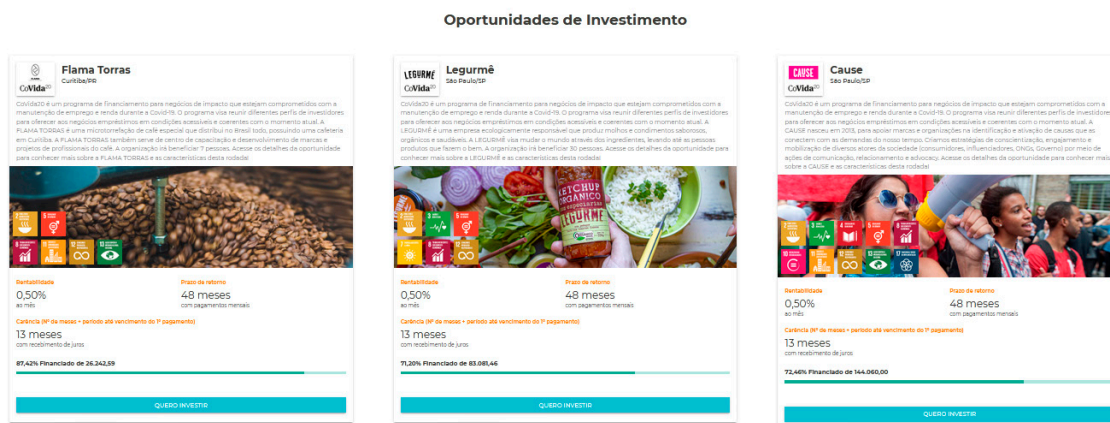 Oportunidades de Investimento
Flama Torras
Curitiba/PR
CoVida20
CoVida20 é um programa de financiamento para negócios de impacto que estejam comprometidos com a
manutenção de emprego e renda durante a Covid-19. O programa visa reunir diferentes perfis de investidores
para oferecer aos negócios empréstimos em condições acessíveis e coerentes com o momento atual. A
FLAMA TORRAS é uma microtorrefação de café especial que distribui no Brasil todo, possuindo uma cafeteria
em Curitiba. A FLAMA TORRAS também serve de centro de capacitação e desenvolvimento de marcas e
projetos de profissionais do café. A organização irá beneficiar 7 pessoas. Acesse os detalhes da oportunidade
para conhecer mais sobre a FLAMA TORRAS e as características desta rodada!
Rentabilidade
0,50%
ao mês
Prazo de retorno
48 meses
com pagamentos mensais
Carência (Nº de meses + período até vencimento do 1º pagamento)
13 meses
com recebimento de juros
87,42% Financiado de 26.242,59
QUERO INVESTIR
LEGURMÊ
Legurmê
São Paulo/SP
CoVida20
CoVida20 é um programa de financiamento para negócios de impacto que estejam comprometidos com a
manutenção de emprego e renda durante a Covid-19. O programa visa reunir diferentes perfis de investidores
para oferecer aos negócios empréstimos em condições acessíveis e coerentes com o momento atual. A
LEGURMÊ é uma empresa ecologicamente responsável que produz molhos e condimentos saborosos,
orgânicos e saudáveis. A LEGURMÊ visa mudar o mundo através dos ingredientes, levando até as pessoas
produtos que fazem o bem. A organização irá beneficiar 30 pessoas. Acesse os detalhes da oportunidade para
conhecer mais sobre a LEGURMÊ e as características desta rodada!
KETCHUP
ORGÂNICO
LEGURMÊ
Rentabilidade
0,50%
ao mês
Prazo de retorno
48 meses
com pagamentos mensais
Carência (Nº de meses + período até vencimento do 1º pagamento)
13 meses
com recebimento de juros
71,20% Financiado de 83.081,46
QUERO INVESTIR
CAUSE
Cause
São Paulo/SP
CoVida20
CoVida20 é um programa de financiamento para negócios de impacto que estejam comprometidos com a
manutenção de emprego e renda durante a Covid-19. O programa visa reunir diferentes perfis de investidores
para oferecer aos negócios empréstimos em condições acessíveis e coerentes com o momento atual. A
CAUSE nasceu em 2013, para apoiar marcas e organizações na identificação e ativação de causas que as
conectem com as demandas do nosso tempo. Criamos estratégias de conscientização, engajamento e
mobilização de diversos atores da sociedade (consumidores, influenciadores, ONGs, Governo) por meio de
ações de comunicação, relacionamento e advocacy. Acesse os detalhes da oportunidade para conhecer mais
sobre a CAUSE e as características desta rodada!
Rentabilidade
0,50%
ao mês
Prazo de retorno
48 meses
com pagamentos mensais
Carência (Nº de meses + período até vencimento do 1º pagamento)
13 meses
com recebimento de juros
72,46% Financiado de 144.060,00
QUERO INVESTIR